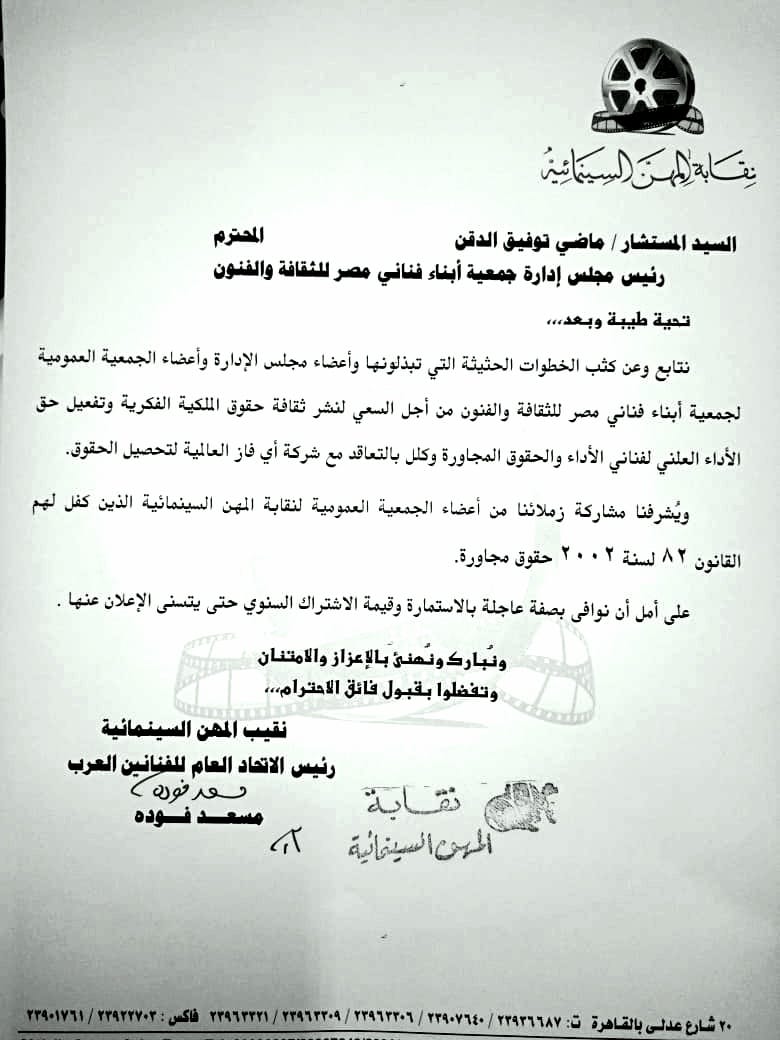 نقابة المهن السينمائية
السيد المستشار / ماضي توفيق الدقن المحترم
رئيس مجلس إدارة جمعية أبناء فناني مصر للثقافة والفنون
تحية طيبة وبعد،،،
نتابع وعن كثب الخطوات الحثيثة التي تبذلونها وأعضاء مجلس الإدارة وأعضاء الجمعية العمومية
لجمعية أبناء فناني مصر للثقافة والفنون من أجل السعي لنشر ثقافة حقوق الملكية الفكرية وتفعيل حق
الأداء العلني لفناني الأداء والحقوق المجاورة وكلل بالتعاقد مع شركة أي فاز العالمية لتحصيل الحقوق.
ويُشرفنا مشاركة زملائنا من أعضاء الجمعية العمومية لنقابة المهن السينمائية الذين كفل لهم
القانون ٨٢ لسنة ٢٠٠٢ حقوق مجاورة.
على أمل أن نوافى بصفة عاجلة بالاستمارة وقيمة الاشتراك السنوي حتى يتسنى الإعلان عنها .
ونُبارك ونُهنئ بالإعزاز والامتنان
وتفضلوا بقبول فائق الاحترام،،،
نقيب المهن السينمائية
رئيس الاتحاد العام للفنانين العرب
مسعد فوده
مسعد فوده
نقابة
المهن السينمائية
٢٠ شارع عدلى بالقاهرة ت: ٢٣٩٣٦٦٨٧ / ٢٣٩٠٧٦٤٠ / ٢٣٩٦٣٣٠٦ / ٢٣٩٦٣٣٠٩ / ٢٣٩٦٣٣٢١ فاكس : ٢٣٩٢٢٧٠٣ / ٢٣٩٠١٧٦١